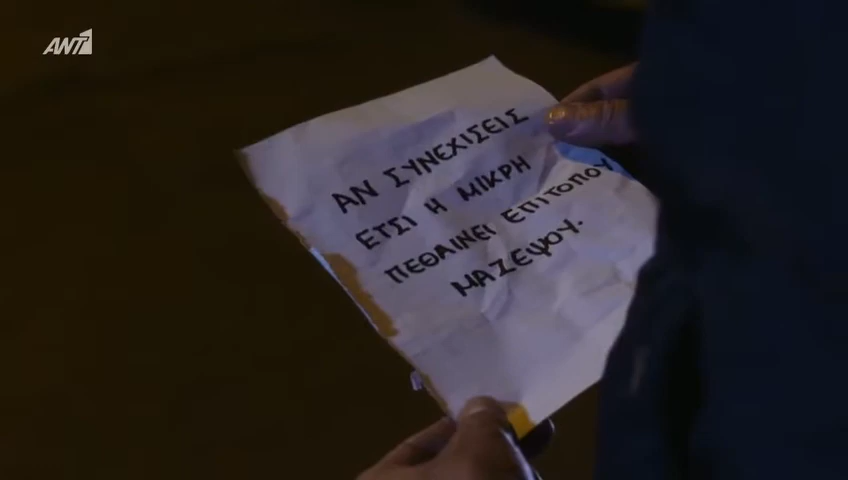 ANT1
ΑΝ ΣΥΝΕΧΙΣΕΙΣ
ΕΤΣΙ Η ΜΙΚΡΗ
ΠΕΘΑΙΝΕΙ ΕΠΙΤΟΠΟΥ
ΜΑΖΕΨΟΥ.